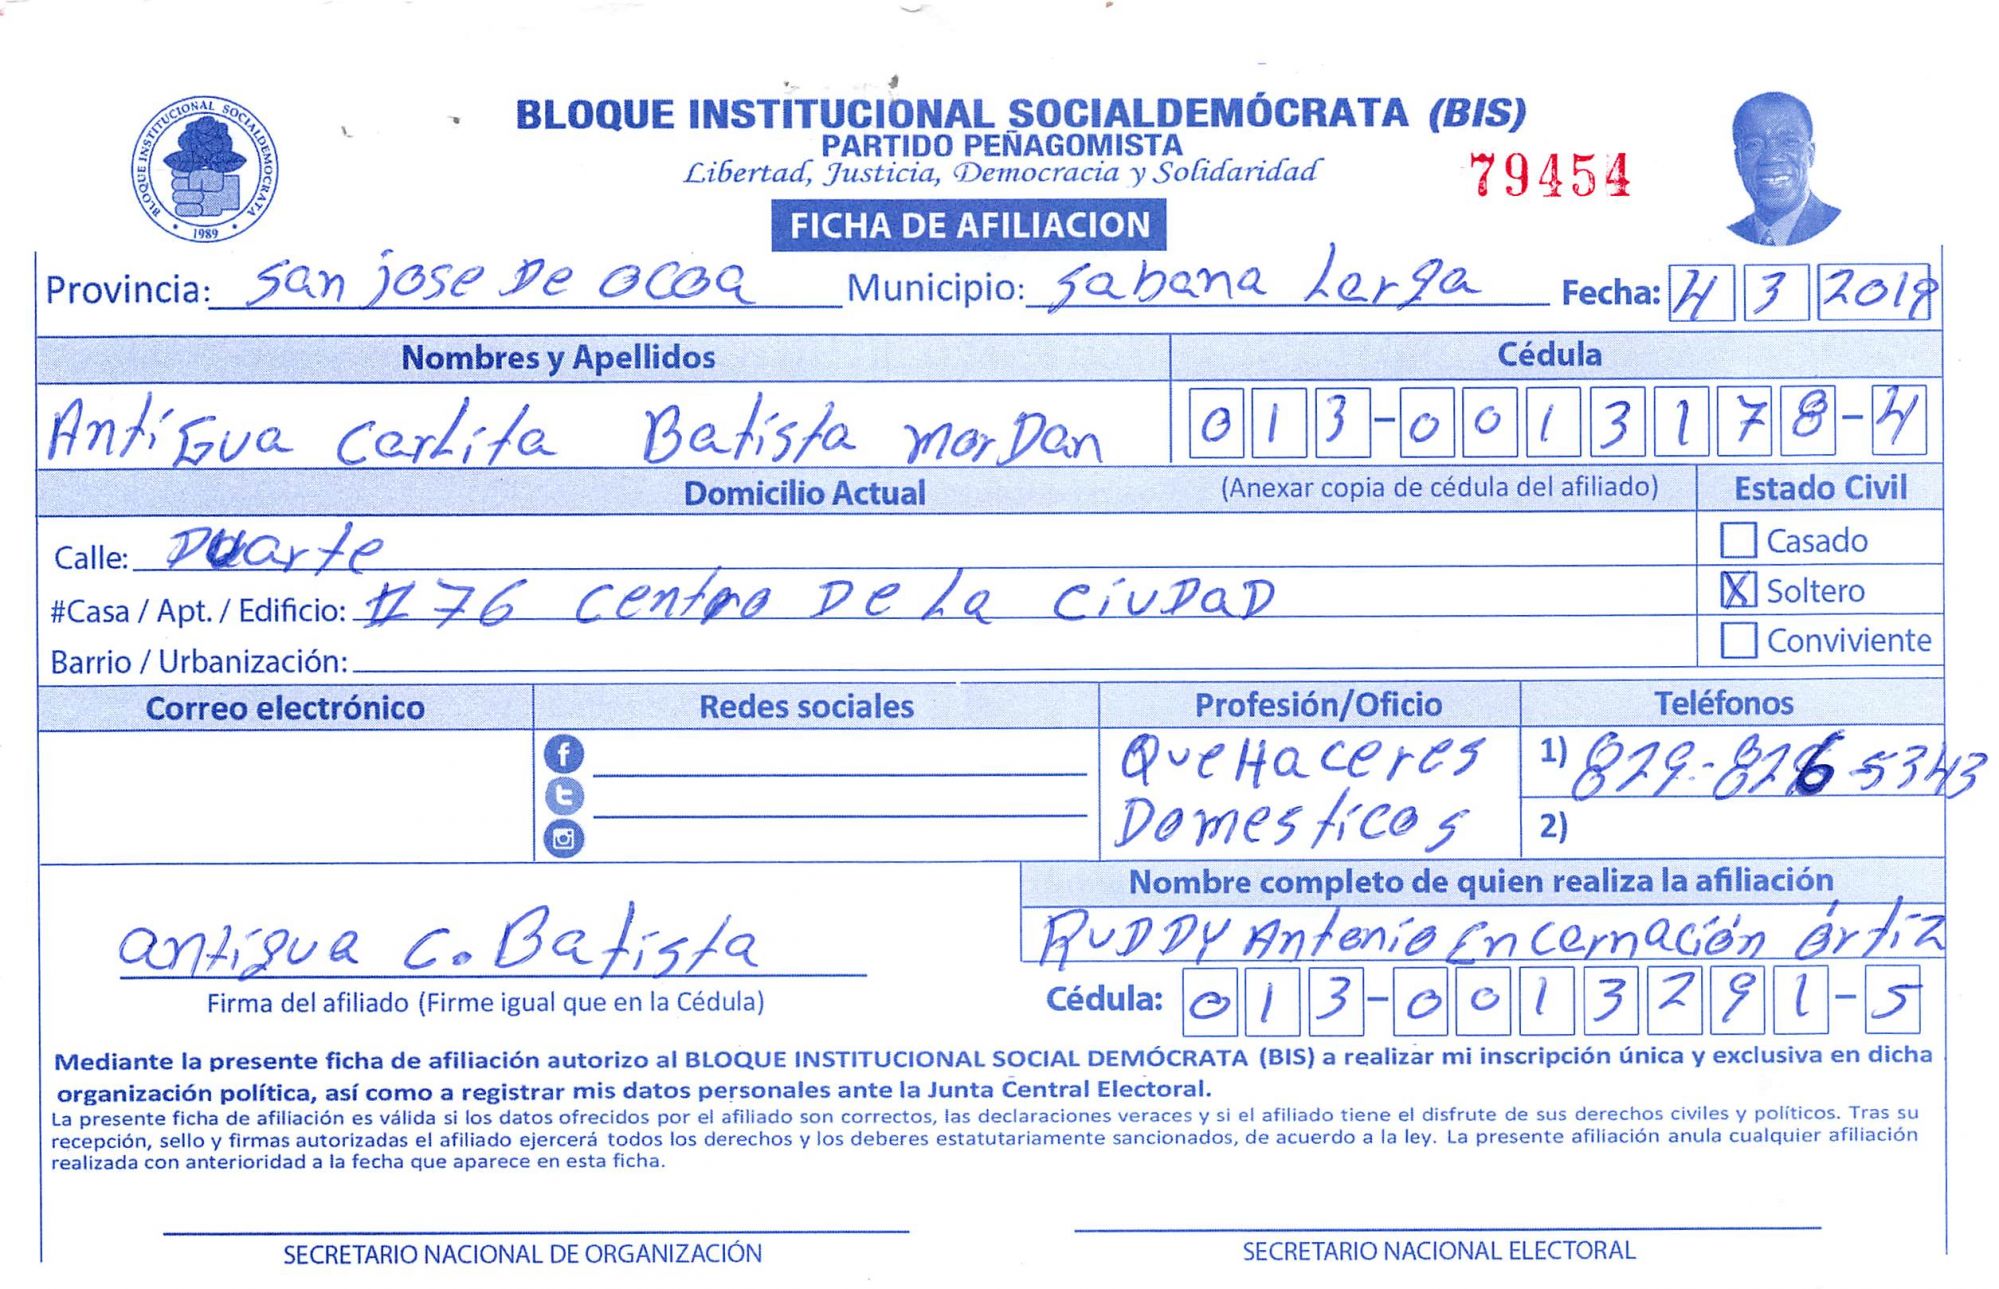 BLOQUE INSTITUCIONAL SOCIALDEMOCRATA
1989
BLOQUE INSTITUCIONAL SOCIALDEMÓCRATA (BIS)
PARTIDO PEÑAGOMISTA
Libertad, Justicia, Democracia y Solidaridad
79454
FICHA DE AFILIACION
Provincia: San jose De ocoa Municipio: Sabana Larga Fecha: 4 3 2018
Nombres y Apellidos Cédula
Antigua Carlita Batista Mordan 013-0013178-4
Domicilio Actual (Anexar copia de cédula del afiliado) Estado Civil
Calle: Duarte Casado
#Casa / Apt. / Edificio: #76 Centro De La Ciudad X Soltero
Barrio / Urbanización: Conviviente
Correo electrónico Redes sociales Profesión/Oficio Teléfonos
QueHaceres 1) 829-826-5343
Domesticos 2)
Nombre completo de quien realiza la afiliación
Antigua C. Batista RUDDY Antonio Encarnación Órtiz
Firma del afiliado (Firme igual que en la Cédula) Cédula: 013-0013291-5
Mediante la presente ficha de afiliación autorizo al BLOQUE INSTITUCIONAL SOCIAL DEMÓCRATA (BIS) a realizar mi inscripción única y exclusiva en dicha
organización política, así como a registrar mis datos personales ante la Junta Central Electoral.
La presente ficha de afiliación es válida si los datos ofrecidos por el afiliado son correctos, las declaraciones veraces y si el afiliado tiene el disfrute de sus derechos civiles y políticos. Tras su
recepción, sello y firmas autorizadas el afiliado ejercerá todos los derechos y los deberes estatutariamente sancionados, de acuerdo a la ley. La presente afiliación anula cualquier afiliación
realizada con anterioridad a la fecha que aparece en esta ficha.
SECRETARIO NACIONAL DE ORGANIZACIÓN SECRETARIO NACIONAL ELECTORAL